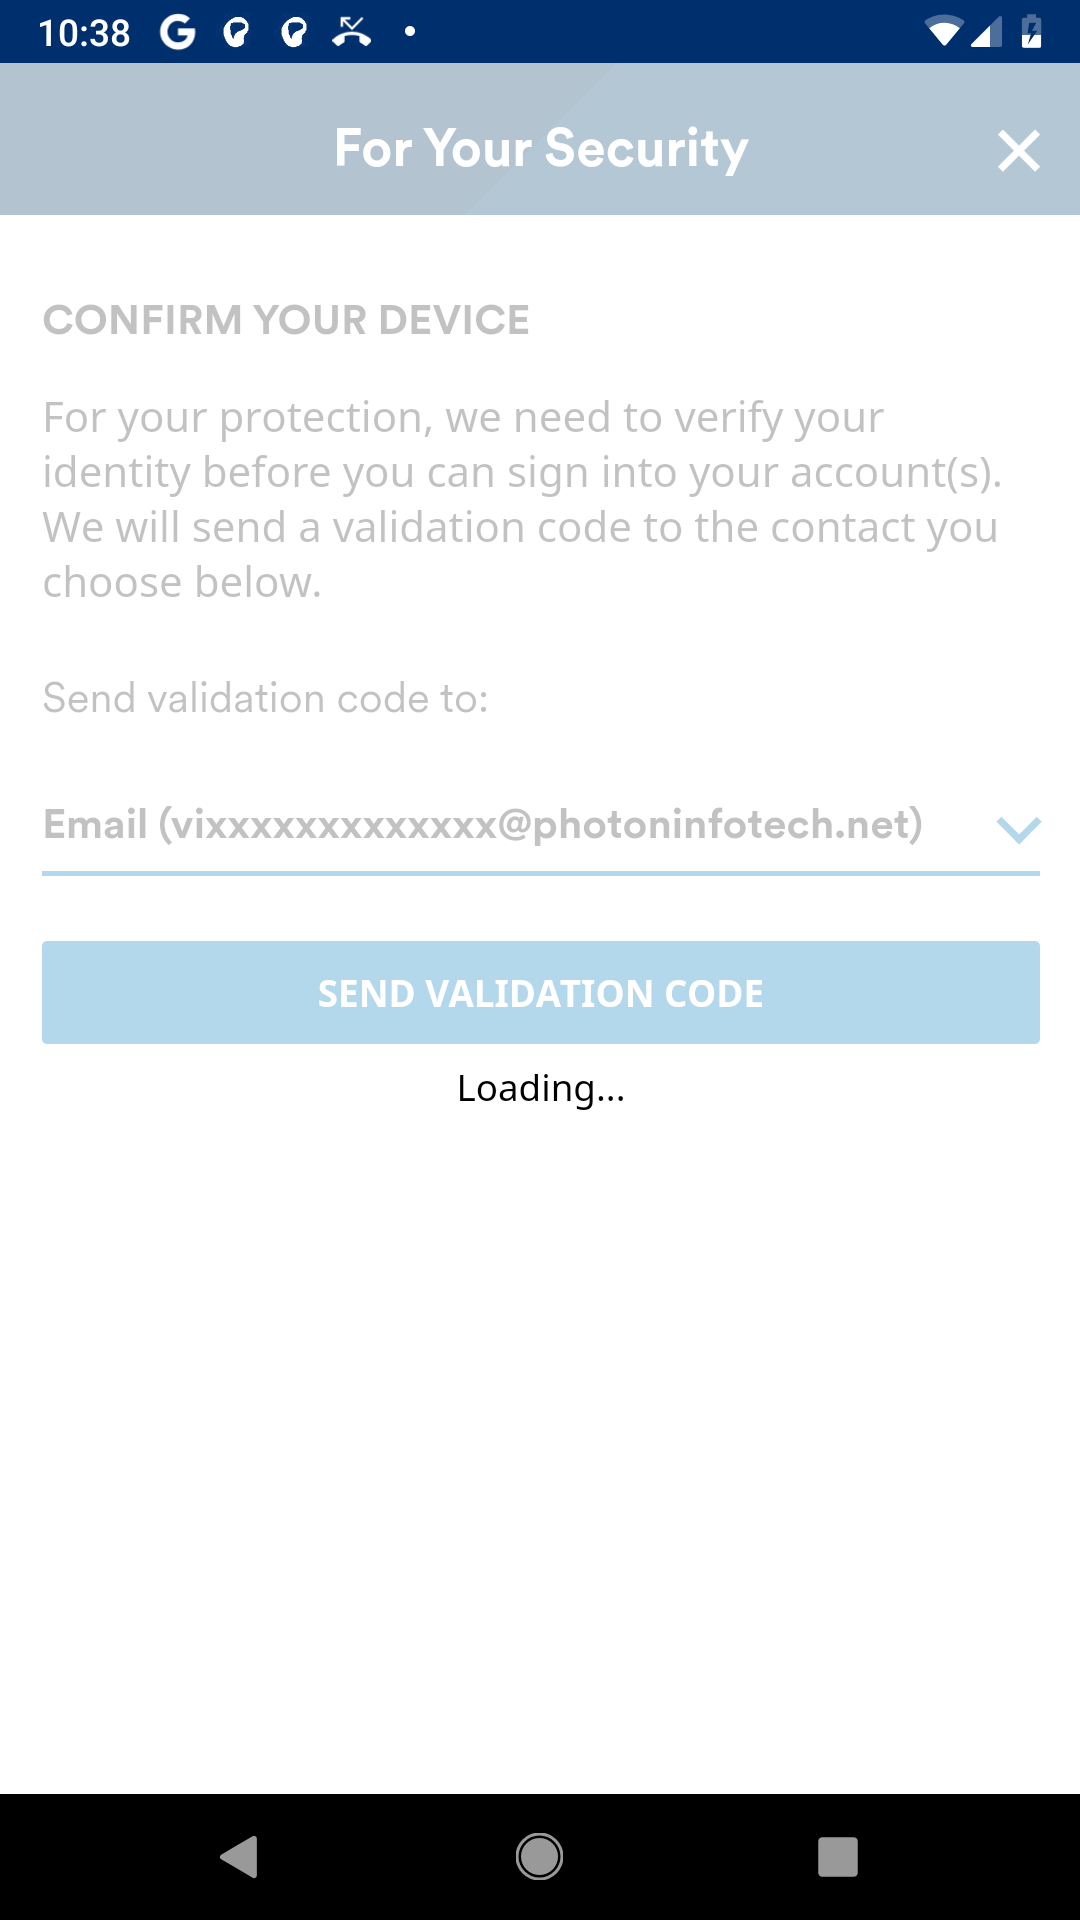 10:38
For Your Security
CONFIRM YOUR DEVICE
For your protection, we need to verify your
identity before you can sign into your account(s).
We will send a validation code to the contact you
choose below.
Send validation code to:
Email (vixxxxxxxxxxxxx@photoninfotech.net)
SEND VALIDATION CODE
Loading...